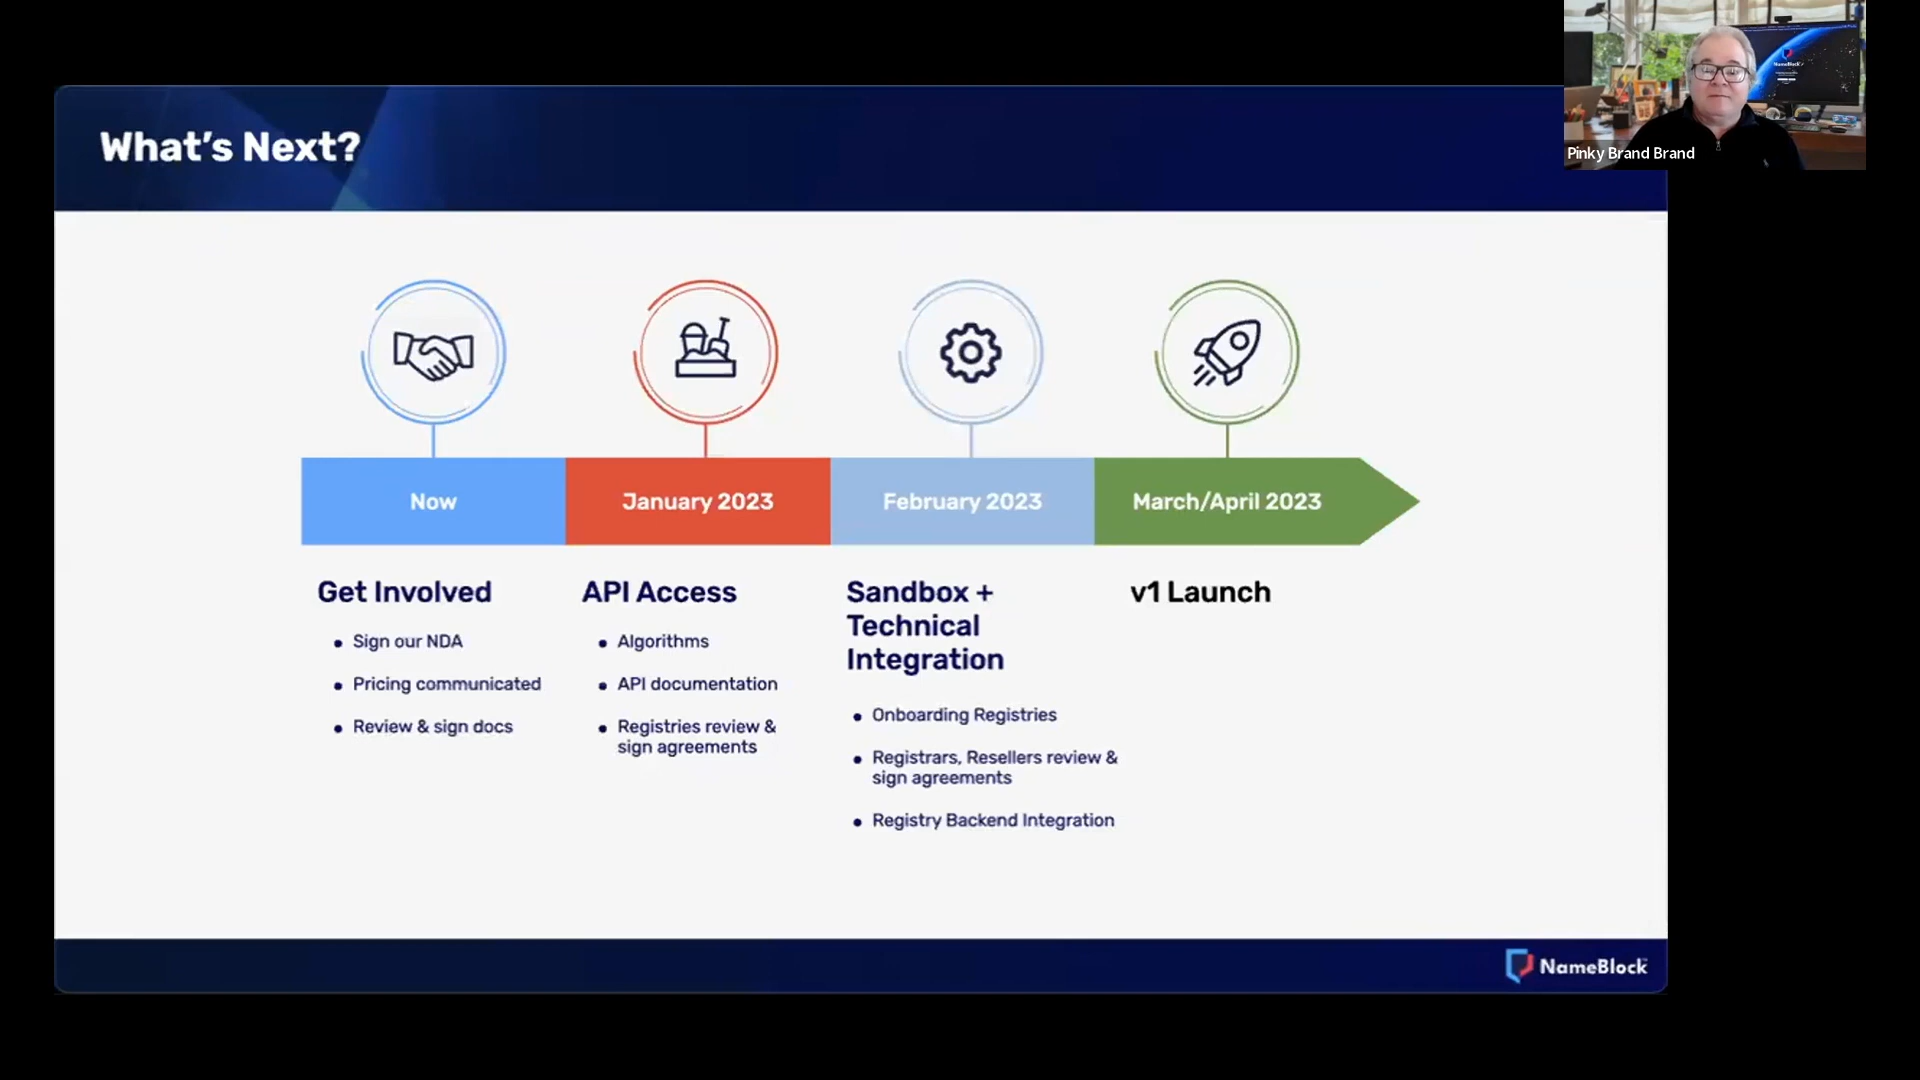 What's Next?
Pinky Brand Brand
Now
January 2023
February 2023
March/April 2023
Get Involved
• Sign our NDA
• Pricing communicated
• Review & sign docs
API Access
• Algorithms
• API documentation
• Registries review &
sign agreements
Sandbox +
Technical
Integration
• Onboarding Registries
• Registrars, Resellers review &
sign agreements
• Registry Backend Integration
v1 Launch
NameBlock